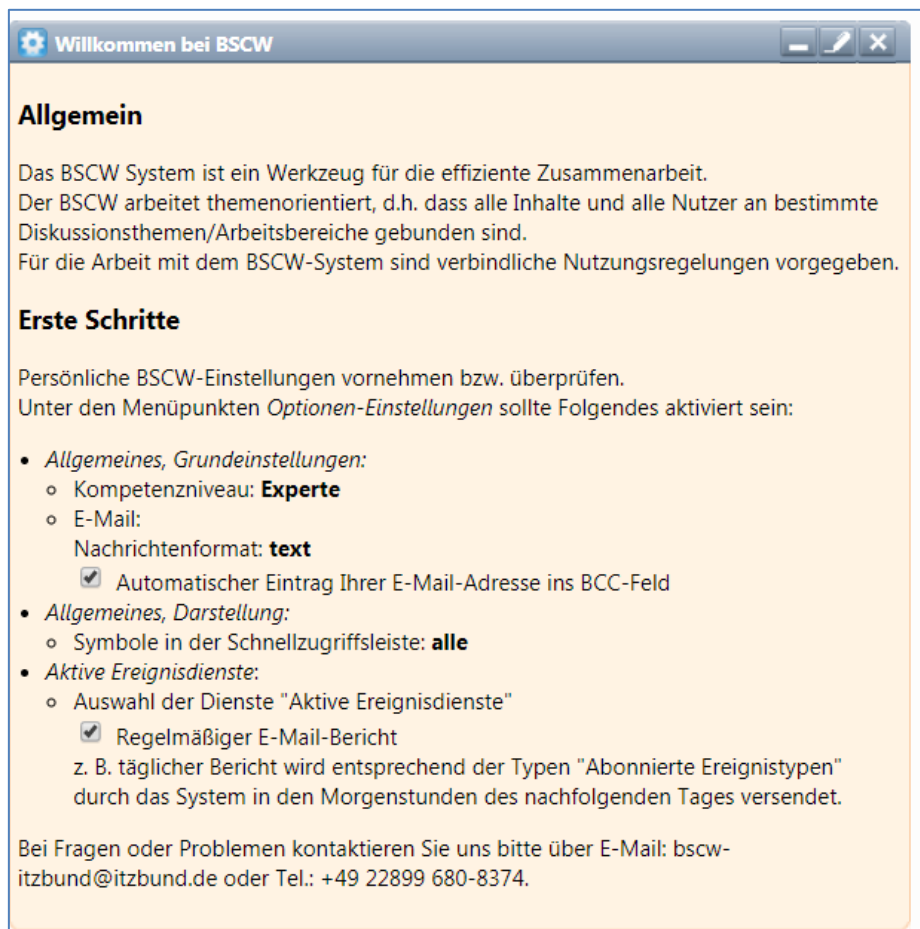 Willkommen bei BSCW
Allgemein
Das BSCW System ist ein Werkzeug für die effiziente Zusammenarbeit.
Der BSCW arbeitet themenorientiert, d.h. dass alle Inhalte und alle Nutzer an bestimmte
Diskussionsthemen/Arbeitsbereiche gebunden sind.
Für die Arbeit mit dem BSCW-System sind verbindliche Nutzungsregelungen vorgegeben.
Erste Schritte
Persönliche BSCW-Einstellungen vornehmen bzw. überprüfen.
Unter den Menüpunkten Optionen-Einstellungen sollte Folgendes aktiviert sein:
Allgemeines, Grundeinstellungen:
Kompetenzniveau: Experte
E-Mail:
Nachrichtenformat: text
Automatischer Eintrag Ihrer E-Mail-Adresse ins BCC-Feld
Allgemeines, Darstellung:
Symbole in der Schnellzugriffsleiste: alle
Aktive Ereignisdienste:
Auswahl der Dienste "Aktive Ereignisdienste"
Regelmäßiger E-Mail-Bericht
z. B. täglicher Bericht wird entsprechend der Typen "Abonnierte Ereignistypen"
durch das System in den Morgenstunden des nachfolgenden Tages versendet.
Bei Fragen oder Problemen kontaktieren Sie uns bitte über E-Mail: bscw-
itzbund@itzbund.de oder Tel.: +49 22899 680-8374.